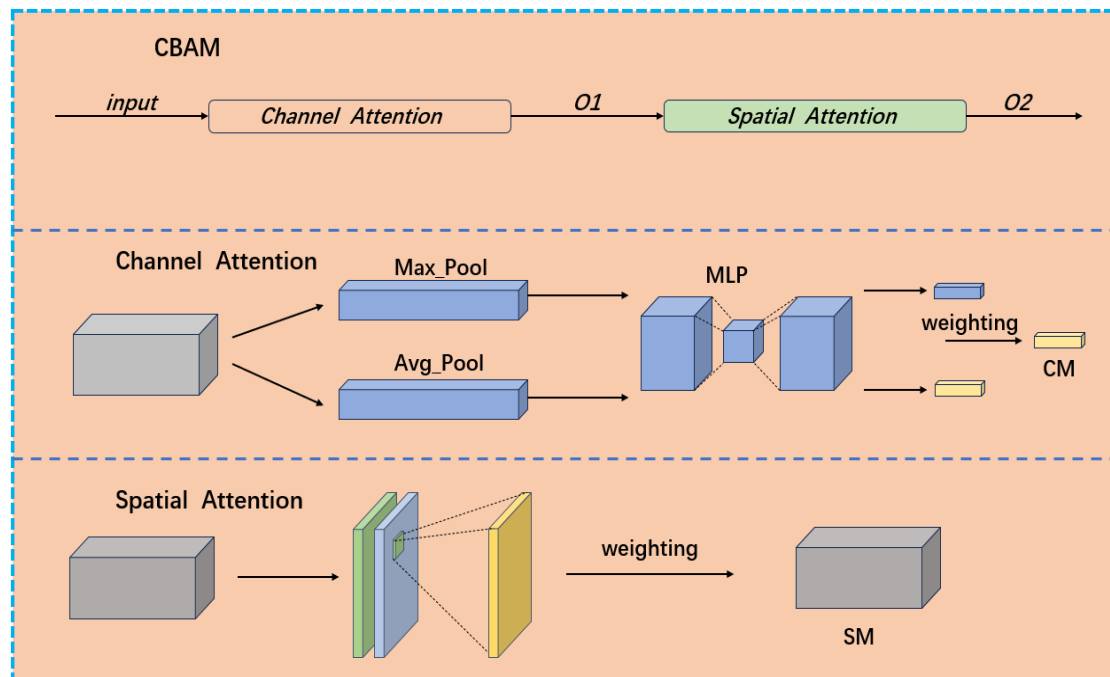 CBAM
input
Channel Attention
O1
Spatial Attention
O2
Channel Attention
Max_Pool
MLP
weighting
Avg_Pool
CM
Spatial Attention
weighting
SM